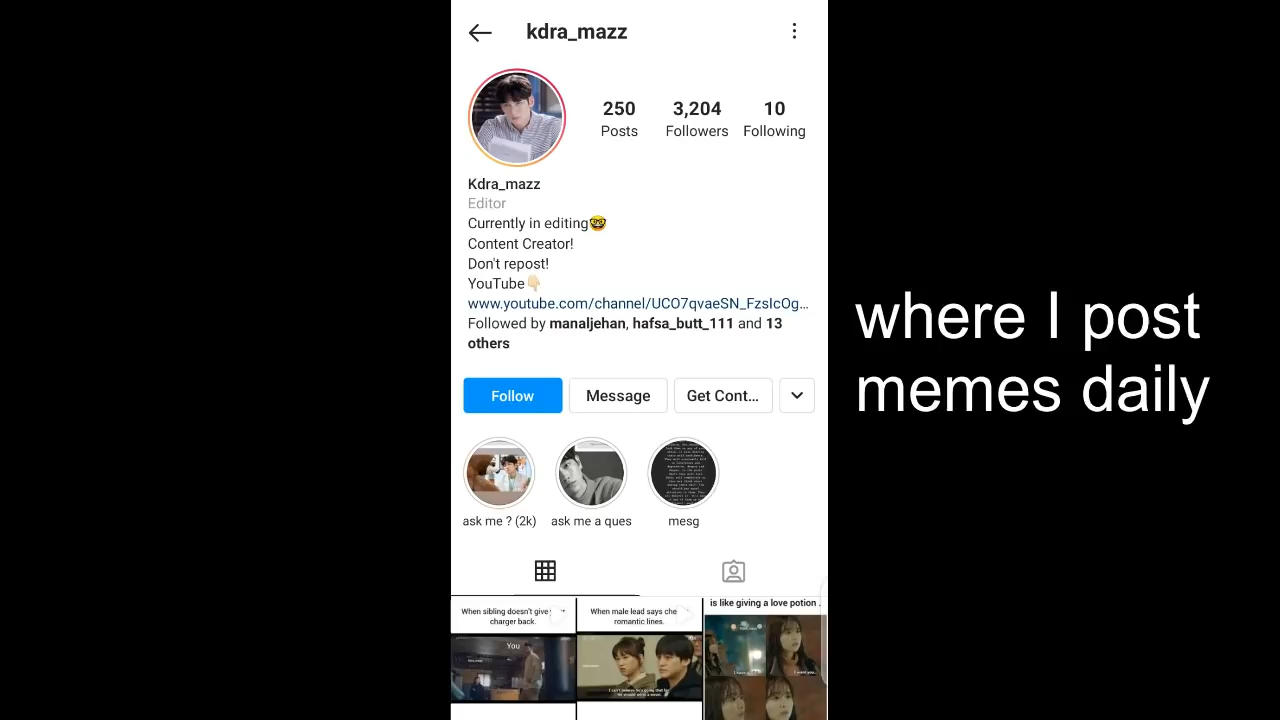 kdra_mazz
250
Posts
3,204
Followers
10
Following
Kdra_mazz
Editor
Currently in editing🤓
Content Creator!
Don't repost!
YouTube👇🏻
www.youtube.com/channel/UCO7qvaeSN_FzsIcOg...
Followed by manaljehan, hafsa_butt_111 and 13
others
Follow
Message
Get Cont...
ask me ? (2k)
ask me a ques
mesg
When sibling doesn't give
charger back.
You
When male lead says
romantic lines.
is like giving a love potion .
I want you..
where I post
memes daily